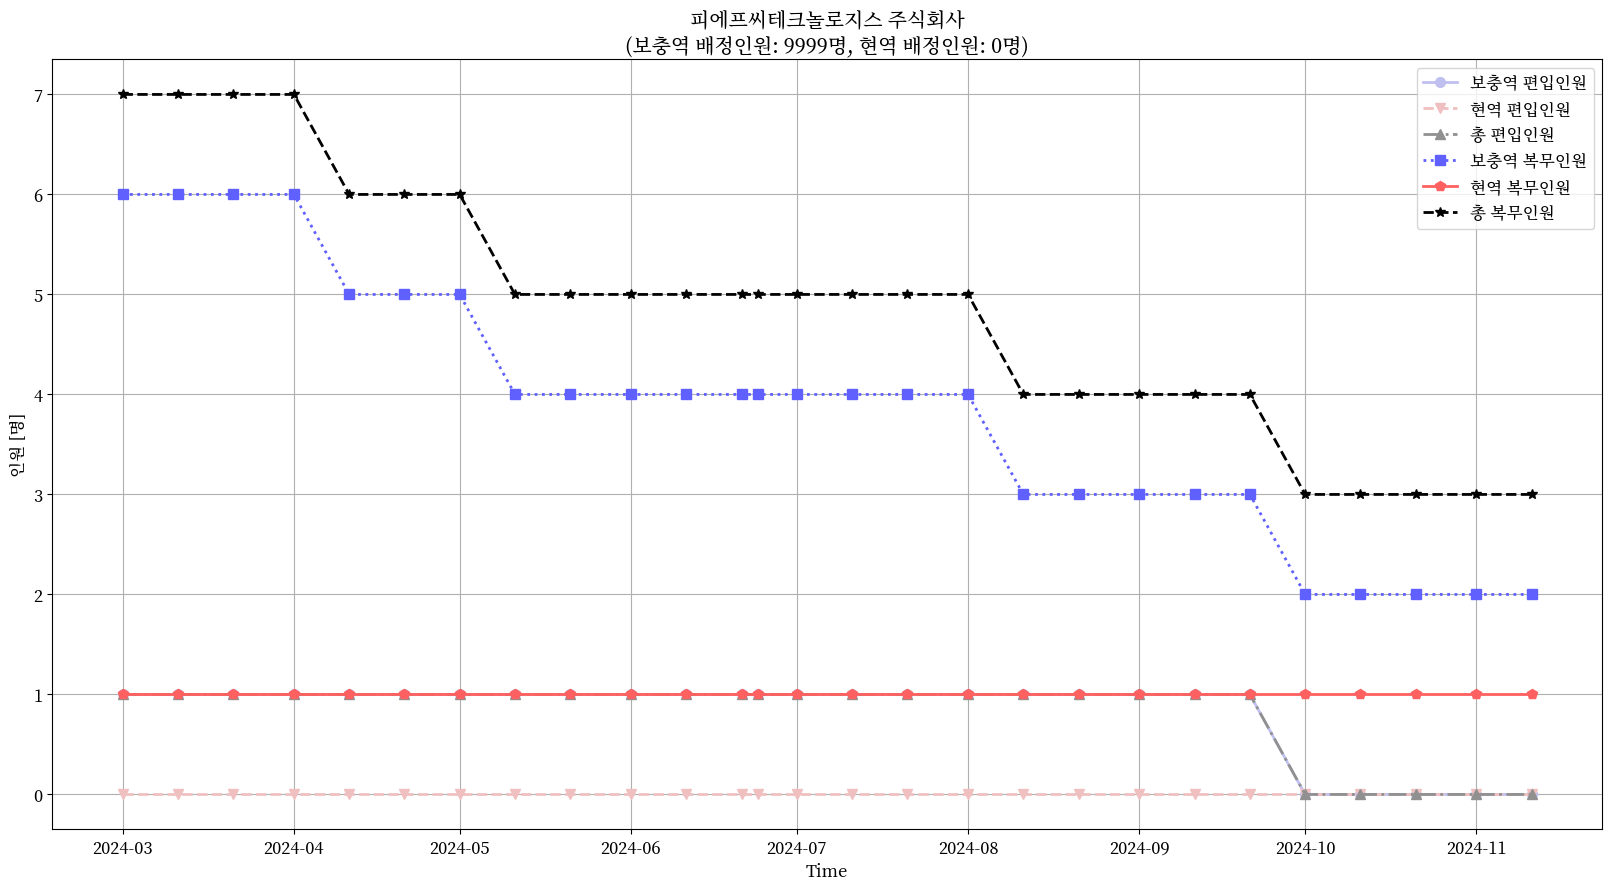 피에프씨테크놀로지스 주식회사
(보충역 배정인원: 9999명, 현역 배정인원: 0명)
보충역 편입인원
현역 편입인원
총 편입인원
보충역 복무인원
현역 복무인원
총 복무인원
7
6
5
4
3
2
1
0
인원 [명]
2024-03 2024-04 2024-05 2024-06 2024-07 2024-08 2024-09 2024-10 2024-11
Time